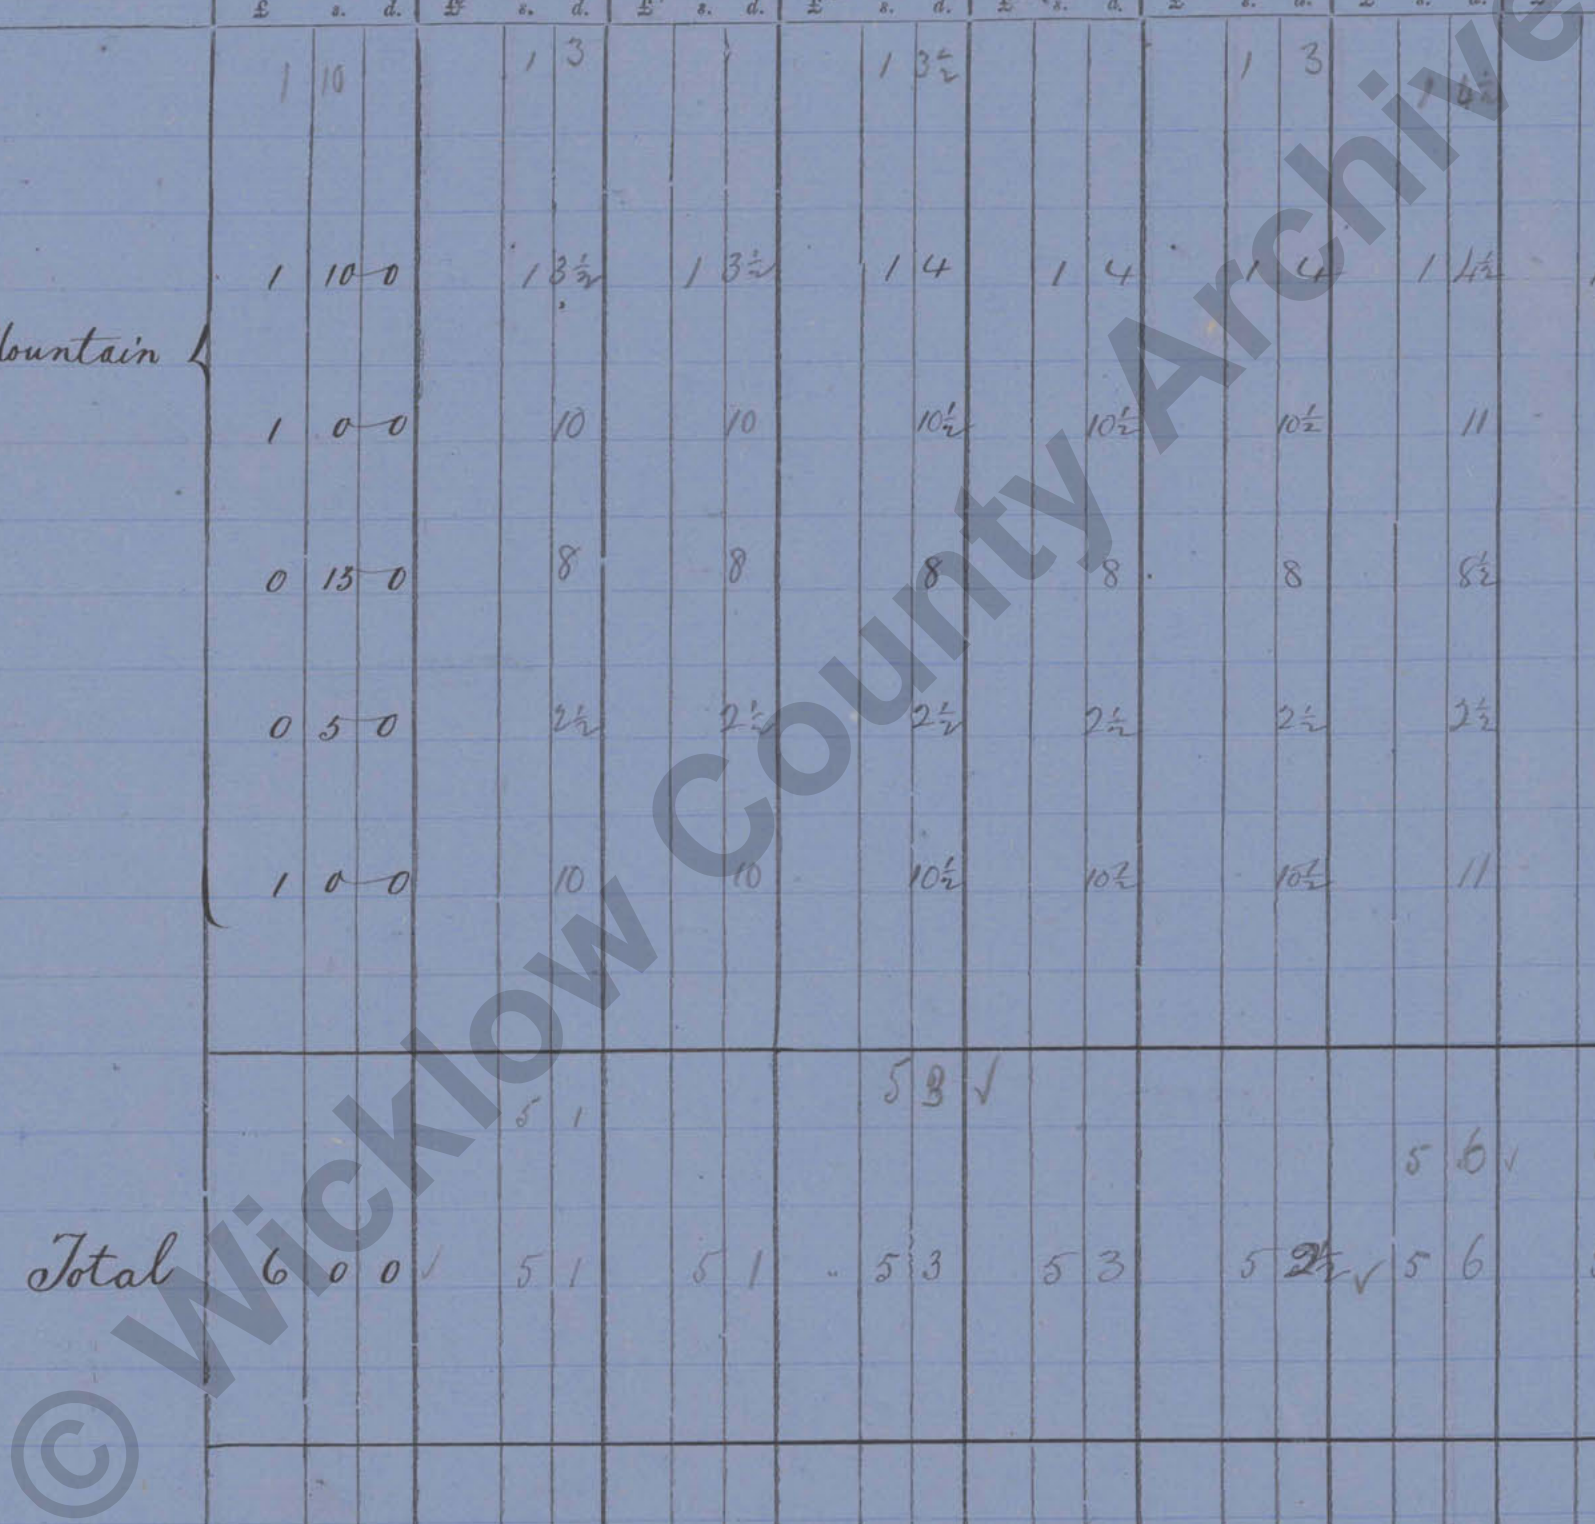 £ s. d. £ s. d. £ s. d. £ s. d. £ s. d. £ s. d. £ s. d. £
1 10 1 3 1 3½ 1 3 1 4½
1 10 0 1 3½ 1 3½ 1 4 1 4 1 4 1 4½
ountain {
1 0 0 10 10 10½ 10½ 10½ 11
0 15 0 8 8 8 8 8 8½
0 5 0 2½ 2½ 2½ 2½ 2½ 2½
1 0 0 10 10 10½ 10½ 10½ 11
5 3 ✓
5 1
5 6 ✓
Total 6 0 0 ✓ 5 1 5 1 5 3 5 3 5 2½ ✓ 5 6
© Wicklow County Archive